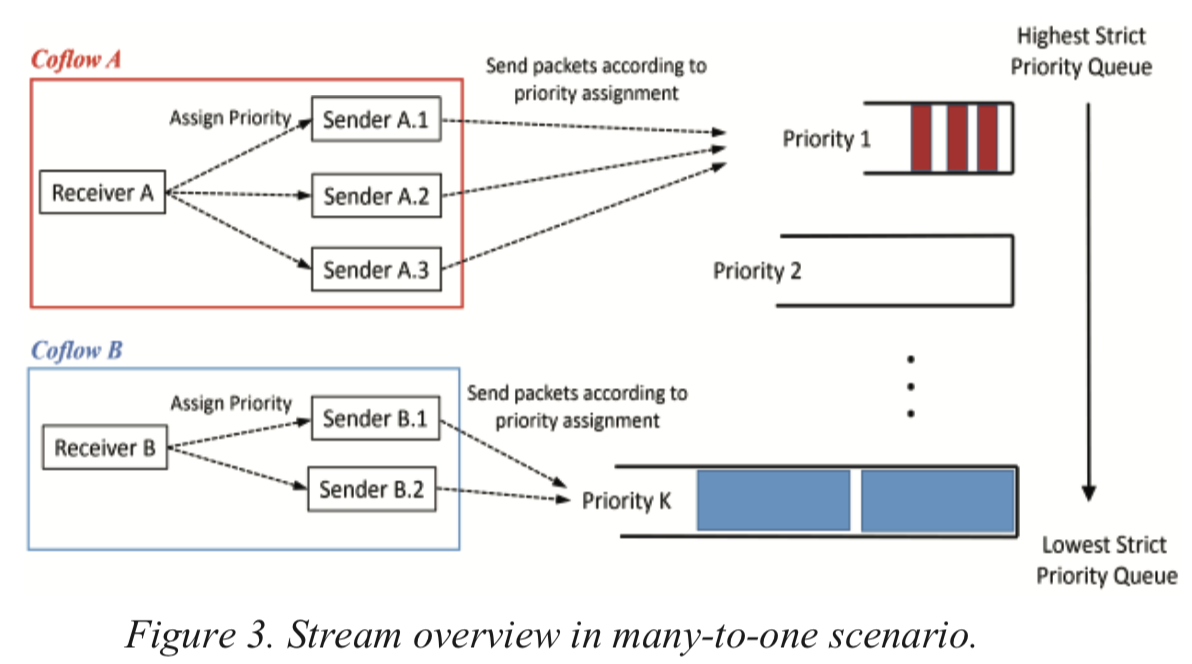 Coflow A
Assign Priority
Receiver A
Sender A.1
Sender A.2
Sender A.3
Send packets according to
priority assignment
Priority 1
Priority 2
Highest Strict
Priority Queue
Coflow B
Assign Priority
Receiver B
Sender B.1
Sender B.2
Send packets according to
priority assignment
Priority K
Lowest Strict
Priority Queue
Figure 3. Stream overview in many-to-one scenario.